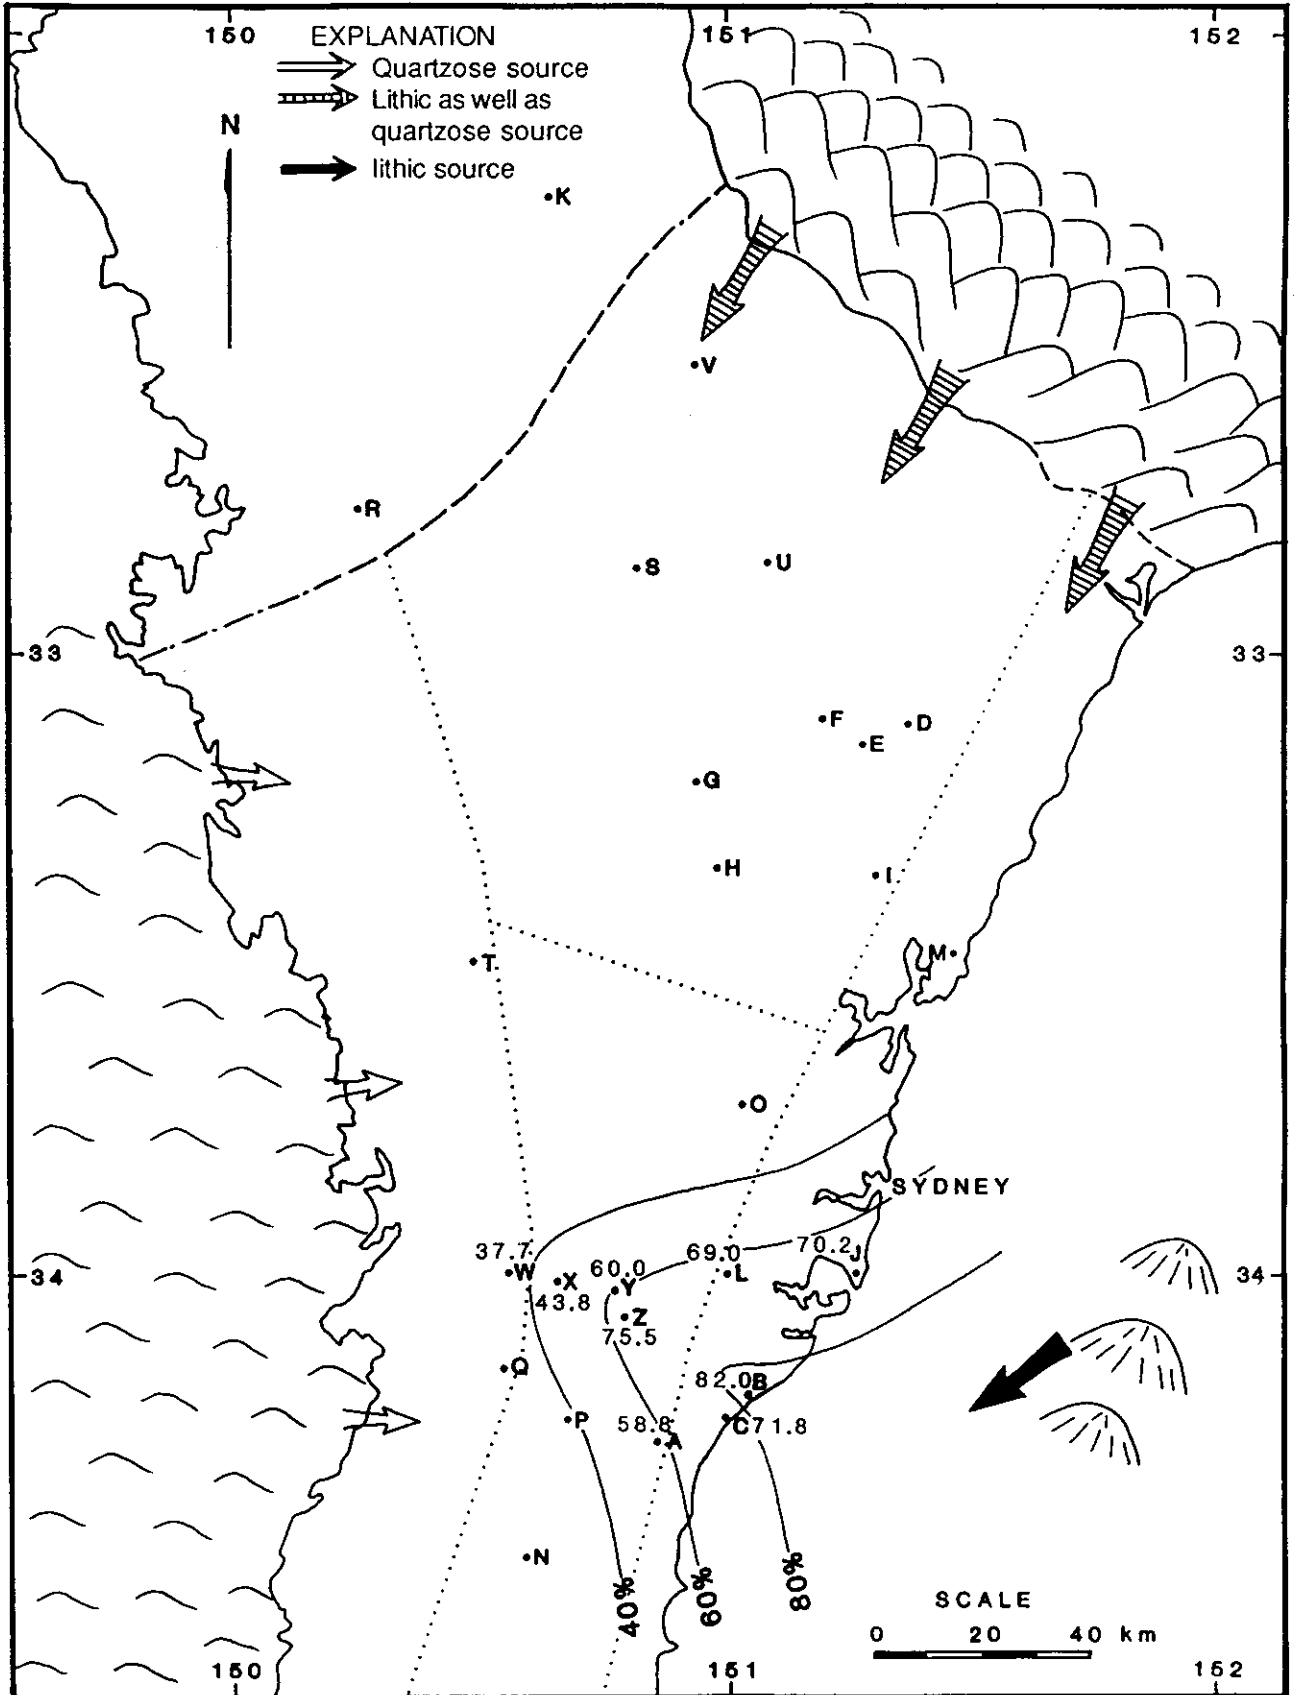 150
151
152
EXPLANATION
Quartzose source
Lithic as well as
quartzose source
lithic source
N
K
V
R
S
U
33
33
F
D
E
G
H
I
T
M
O
SYDNEY
37.7
W
X
43.8
60.0
Y
Z
75.5
69.0
L
70.2
J
34
34
Q
82.0
B
P
58.8
A
C
71.8
N
40%
60%
80%
SCALE
0 20 40 km
150
151
152